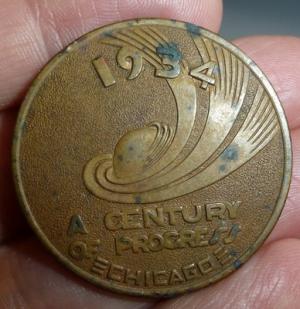 1934
A CENTURY
OF PROGRESS
CHICAGO